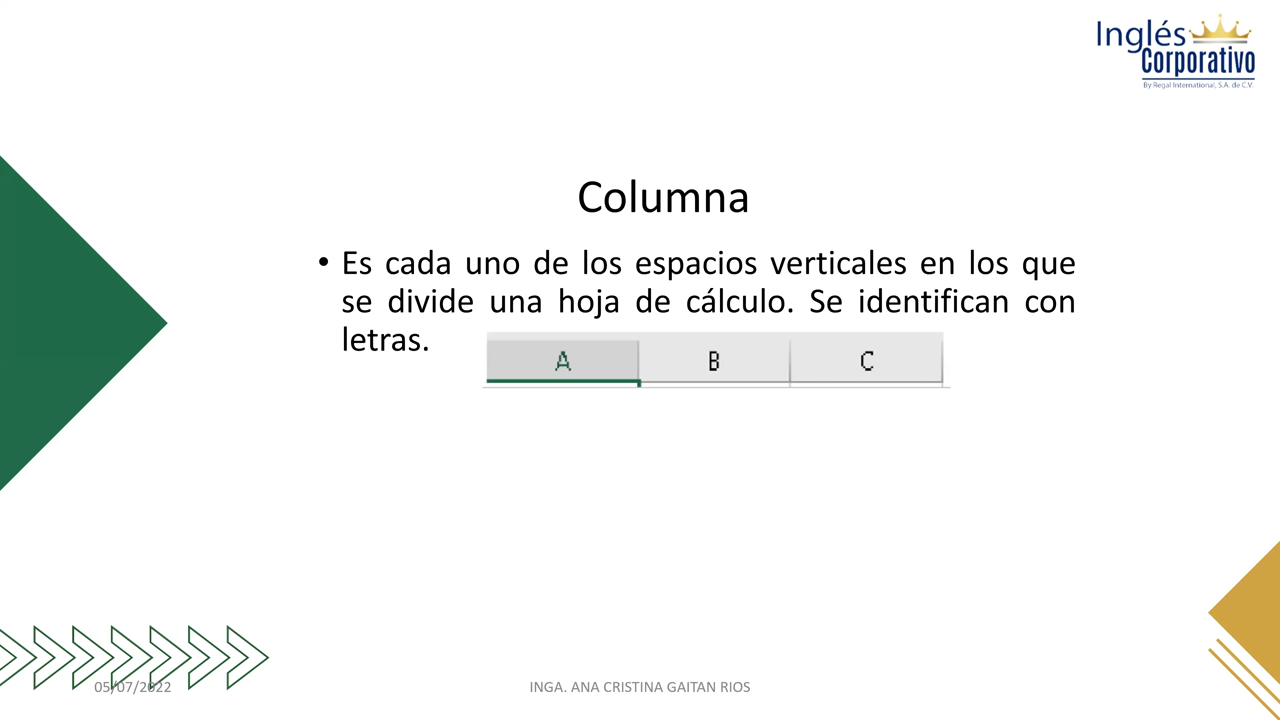 Inglés
Corporativo
By Regal International, S.A. de C.V.
Columna
• Es cada uno de los espacios verticales en los que
se divide una hoja de cálculo. Se identifican con
letras.
A B C
05/07/2022
INGA. ANA CRISTINA GAITAN RIOS